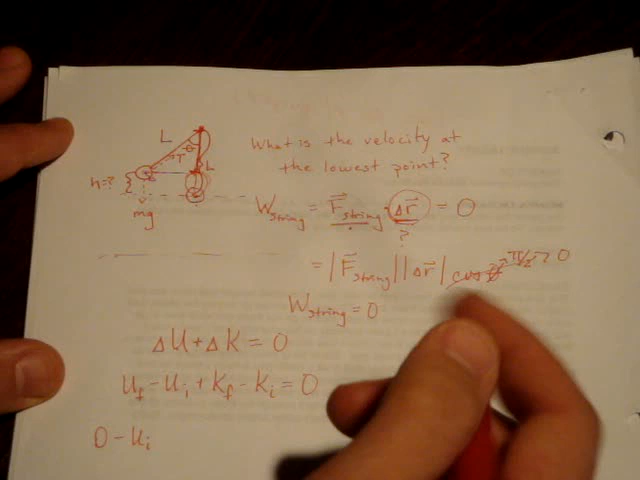 L
θ
T
L
h=?
mg
What is the velocity at
the lowest point?
W_string = F⃗_string · Δr⃗ = 0
?
= |F⃗_string||Δr⃗| cos θ → π/2 → 0
W_string = 0
ΔU + ΔK = 0
U_f − U_i + K_f − K_i = 0
0 − U_i